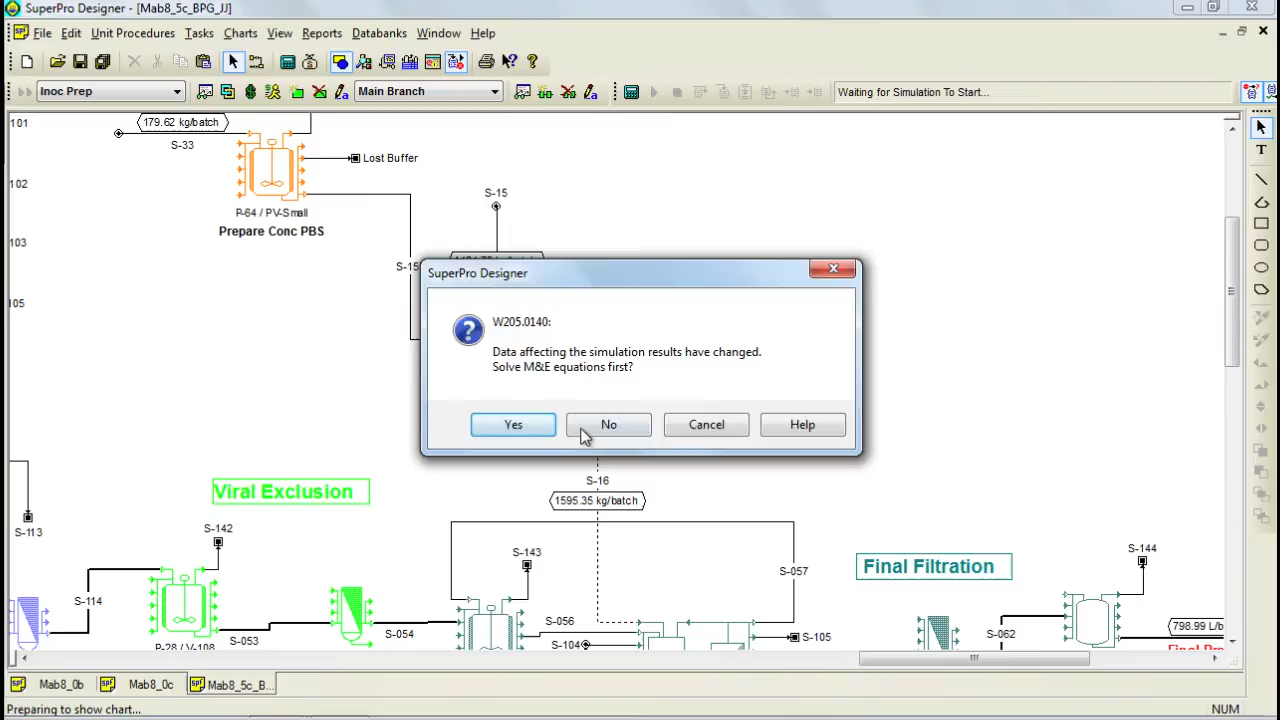 SuperPro Designer - [Mab8_5c_BPG_JJ]
File Edit View Unit Procedures Tasks Charts View Reports Databanks Window Help
Inoc Prep
Main Branch
Waiting for Simulation To Start...
101
179.62 kg/batch
S-33
Lost Buffer
102
S-15
P-64 / PV-Small
Prepare Conc PBS
103
S-15
105
SuperPro Designer
W205.0140:
Data affecting the simulation results have changed.
Solve M&E equations first?
Yes
No
Cancel
Help
S-16
Viral Exclusion
1595.35 kg/batch
S-113
S-142
S-143
S-144
Final Filtration
S-057
S-114
S-053
S-054
S-056
S-104
S-105
S-062
798.99 L/b
P-28 / V-108
Mab8_0b
Mab8_0c
Mab8_5c_B...
Preparing to show chart...
NUM